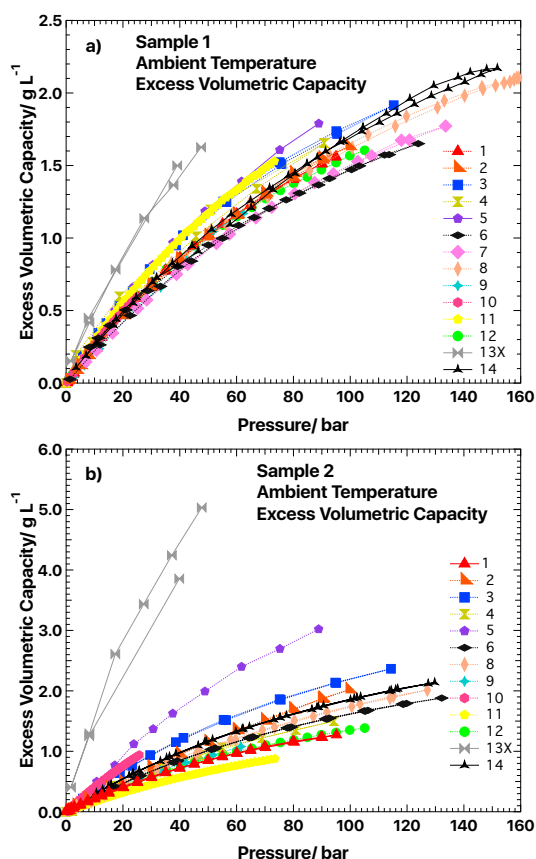 2.5
2.0
1.5
1.0
0.5
0.0
Excess Volumetric Capacity/ g L⁻¹
a)
Sample 1
Ambient Temperature
Excess Volumetric Capacity
1
2
3
4
5
6
7
8
9
10
11
12
13X
14
0 20 40 60 80 100 120 140 160
Pressure/ bar
6.0
5.0
4.0
3.0
2.0
1.0
0.0
Excess Volumetric Capacity/ g L⁻¹
b)
Sample 2
Ambient Temperature
Excess Volumetric Capacity
1
2
3
4
5
6
8
9
10
11
12
13X
14
0 20 40 60 80 100 120 140 160
Pressure/ bar